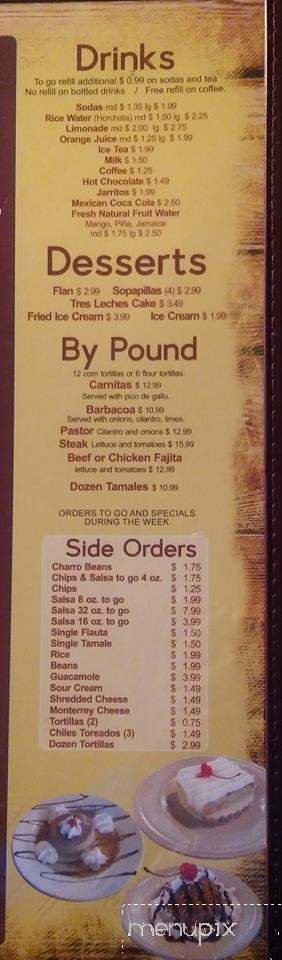 Drinks
To go refill additional $ 0.99 on sodas and tea
No refill on bottled drinks / Free refill on coffee.
Sodas md $ 1.35 lg $ 1.99
Rice Water (Horchata) md $ 1.50 lg. $ 2.25
Limonade md $ 2.00 lg. $ 2.75
Orange Juice md $ 1.25 lg. $ 1.99
Ice Tea $ 1.99
Milk $ 1.50
Coffee $ 1.25
Hot Chocolate $ 1.49
Jarritos $ 1.99
Mexican Coca Cola $ 2.50
Fresh Natural Fruit Water
Mango, Piña, Jamaica
md $ 1.75 lg $ 2.50
Desserts
Flan $ 2.99 Sopapillas (4) $ 2.99
Tres Leches Cake $ 3.49
Fried Ice Cream $ 3.99 Ice Cream $ 1.99
By Pound
12 corn tortillas or 6 flour tortillas
Carnitas $ 12.99
Served with pico de gallo.
Barbacoa $ 10.99
Served with onions, cilantro, limes.
Pastor Cilantro and onions $ 12.99
Steak Lettuce and tomatoes $ 15.99
Beef or Chicken Fajita
lettuce and tomatoes $ 12.99
Dozen Tamales $ 10.99
ORDERS TO GO AND SPECIALS
DURING THE WEEK
Side Orders
Charro Beans $ 1.75
Chips & Salsa to go 4 oz. $ 1.75
Chips $ 1.25
Salsa 8 oz. to go $ 1.99
Salsa 32 oz. to go $ 7.99
Salsa 16 oz. to go $ 3.99
Single Flauta $ 1.50
Single Tamale $ 1.50
Rice $ 1.99
Beans $ 1.99
Guacamole $ 3.99
Sour Cream $ 1.49
Shredded Cheese $ 1.49
Monterrey Cheese $ 1.49
Tortillas (2) $ 0.75
Chiles Toreados (3) $ 1.49
Dozen Tortillas $ 2.99
menupix